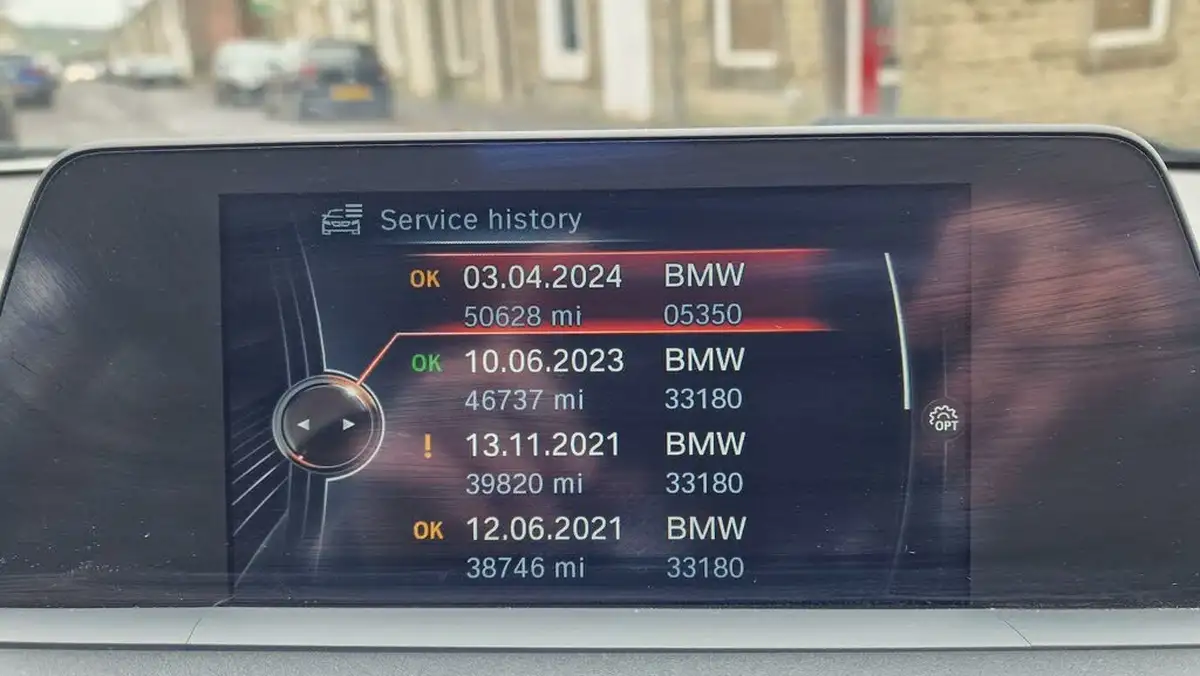 Service history
OK 03.04.2024 BMW
50628 mi 05350
OK 10.06.2023 BMW
46737 mi 33180
! 13.11.2021 BMW
39820 mi 33180
OK 12.06.2021 BMW
38746 mi 33180
OPT